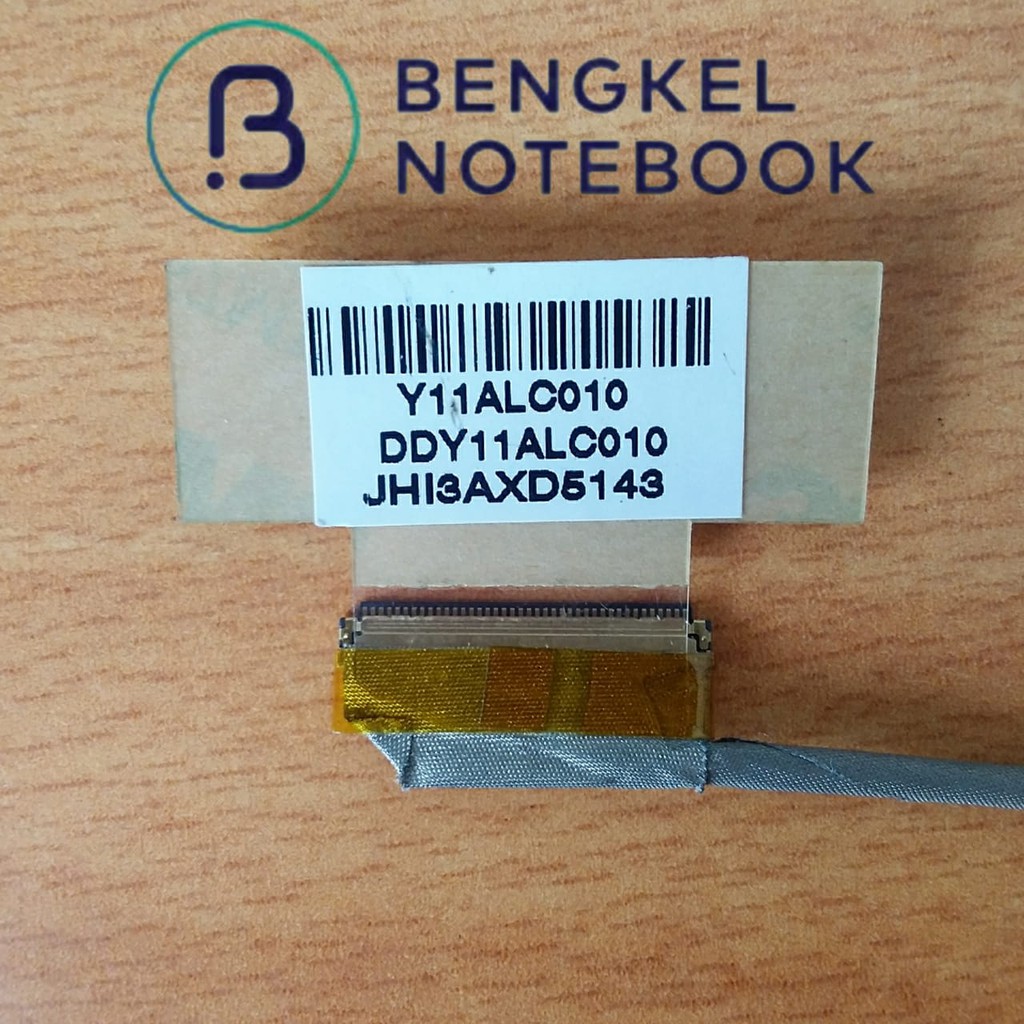 BENGKEL
NOTEBOOK
Y11ALC010
DDY11ALC010
JHI3AXD5143